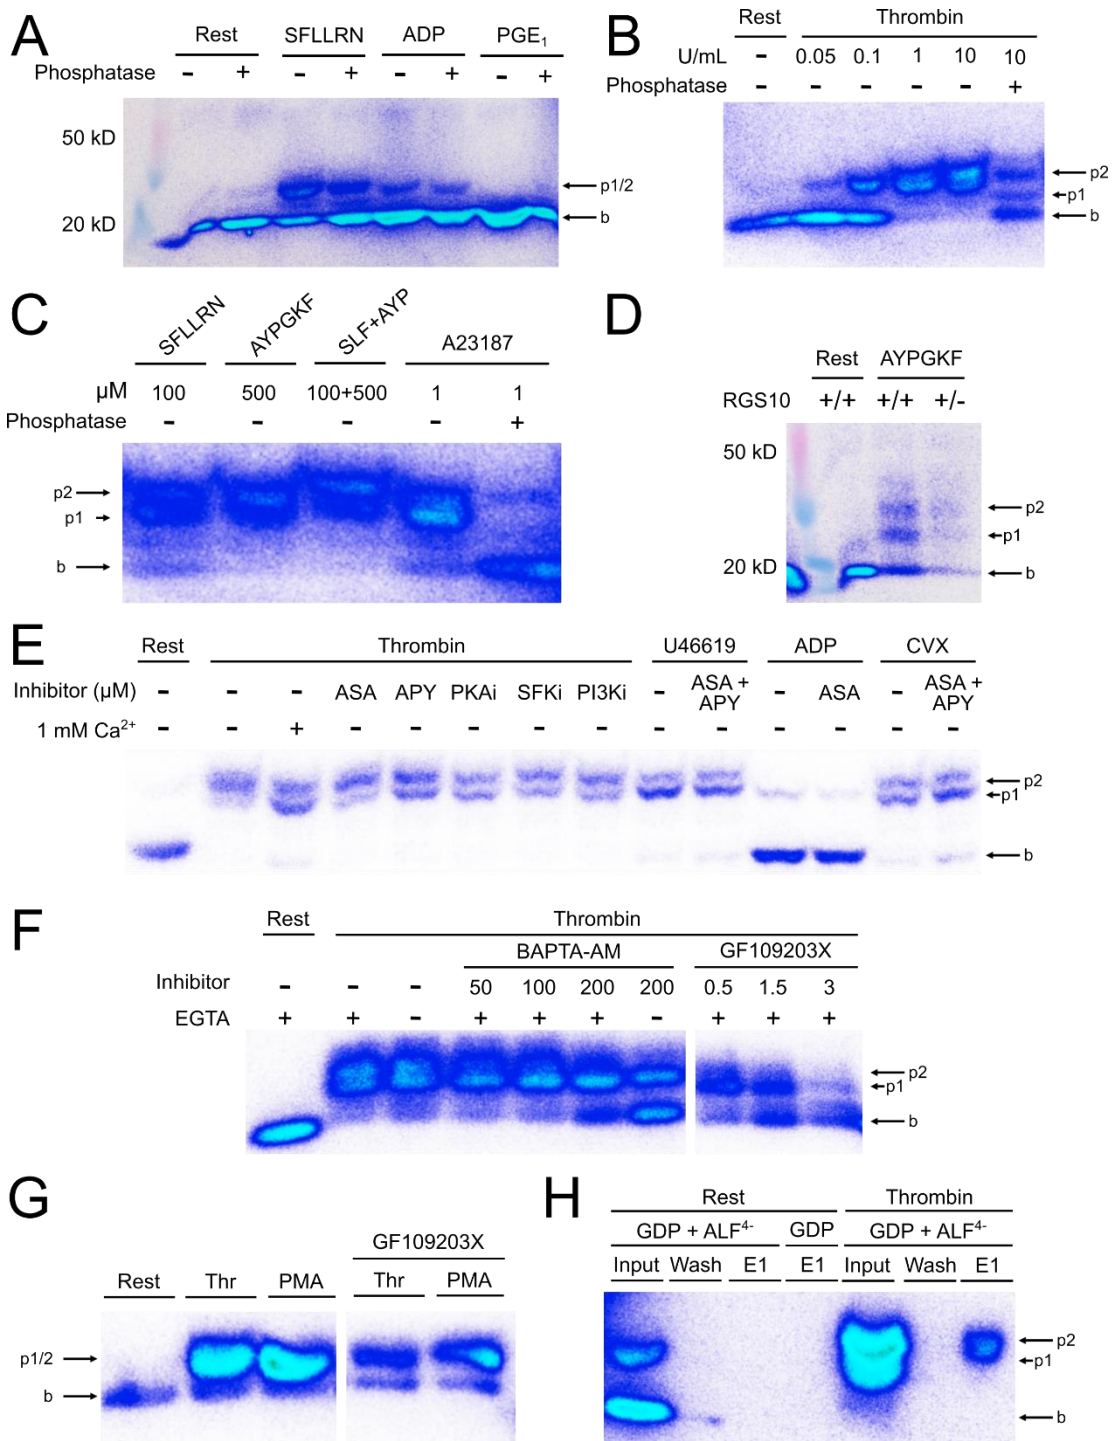 A
Rest SFLLRN ADP PGE₁
Phosphatase - + - + - + - +
50 kD
20 kD
p1/2
b
B
Rest Thrombin
U/mL - 0.05 0.1 1 10 10
Phosphatase - - - - - +
p2
p1
b
C
SFLLRN AYPGKF SLF+AYP A23187
µM 100 500 100+500 1 1
Phosphatase - - - - +
p2
p1
b
D
Rest AYPGKF
RGS10 +/+ +/+ +/-
50 kD
20 kD
p2
p1
b
E
Rest Thrombin U46619 ADP CVX
Inhibitor (µM) - - - ASA APY PKAi SFKi PI3Ki - ASA + APY - ASA - ASA + APY
1 mM Ca²⁺ - - + - - - - - - - - - - -
p2
p1
b
F
Rest Thrombin
BAPTA-AM GF109203X
Inhibitor - - - 50 100 200 200 0.5 1.5 3
EGTA + + - + + + - + + +
p2
p1
b
G
GF109203X
Rest Thr PMA Thr PMA
p1/2
b
H
Rest Thrombin
GDP + ALF⁴⁻ GDP GDP + ALF⁴⁻
Input Wash E1 E1 Input Wash E1
p2
p1
b